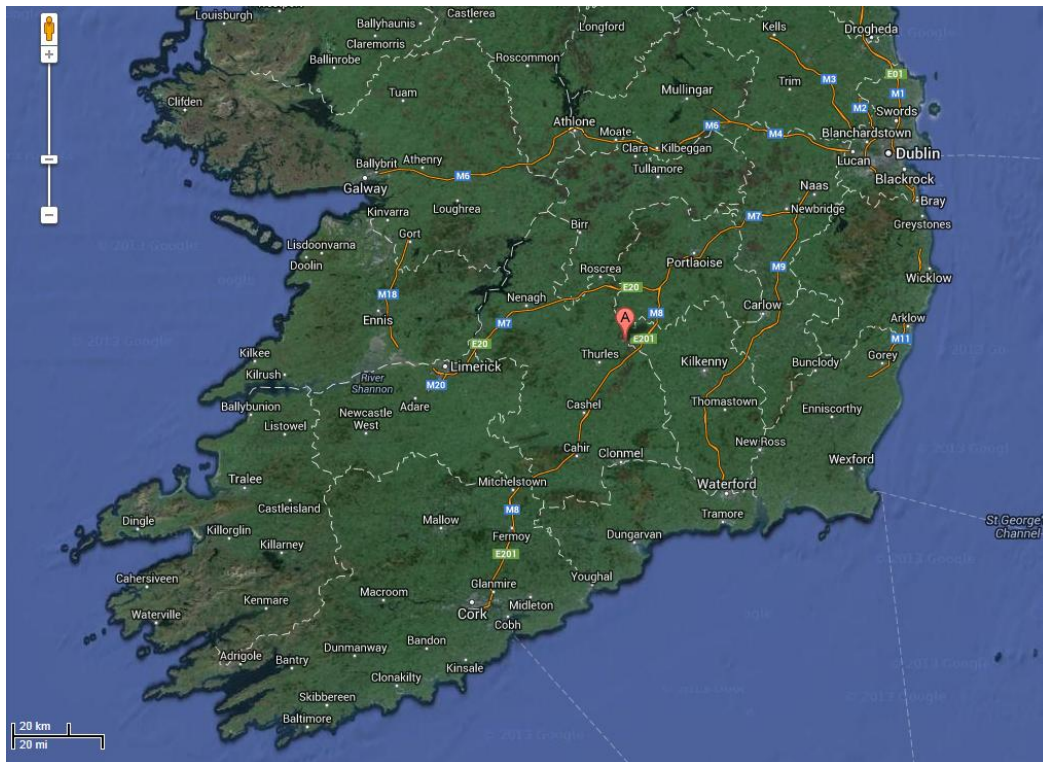 Louisburgh
Castlerea
Longford
Ballyhaunis
Kells
Drogheda
Claremorris
Ballinrobe
Roscommon
E01
M3
Trim
M1
Tuam
Mullingar
M2
Clifden
Swords
Athlone
Moate
M6
M4
Blanchardstown
Clara
Kilbeggan
Dublin
Ballybrit
Athenry
Lucan
Tullamore
M6
Blackrock
Galway
Naas
Bray
Loughrea
Newbridge
Kinvarra
M7
Birr
Greystones
Gort
Lisdoonvarna
© 2013 Google
Doolin
Portlaoise
M9
Roscrea
Wicklow
E20
M18
Nenagh
Carlow
M8
A
Ennis
M7
Arklow
E201
M11
E20
Kilkee
Thurles
Kilkenny
Bunclody
Gorey
Limerick
Kilrush
River
Shannon
M20
Thomastown
Ballybunion
Adare
Cashel
Newcastle
West
Enniscorthy
Listowel
New Ross
Cahir
Clonmel
Wexford
Tralee
Mitchelstown
Waterford
Castleisland
M8
Tramore
Dingle
Mallow
St George's
Channel
Killorglin
Fermoy
Dungarvan
Killarney
E201
Cahersiveen
Glanmire
Youghal
Macroom
Kenmare
Midleton
Waterville
Cork
Cobh
Bandon
Dunmanway
Adrigole
Bantry
Kinsale
Clonakilty
Skibbereen
Baltimore
20 km
20 mi